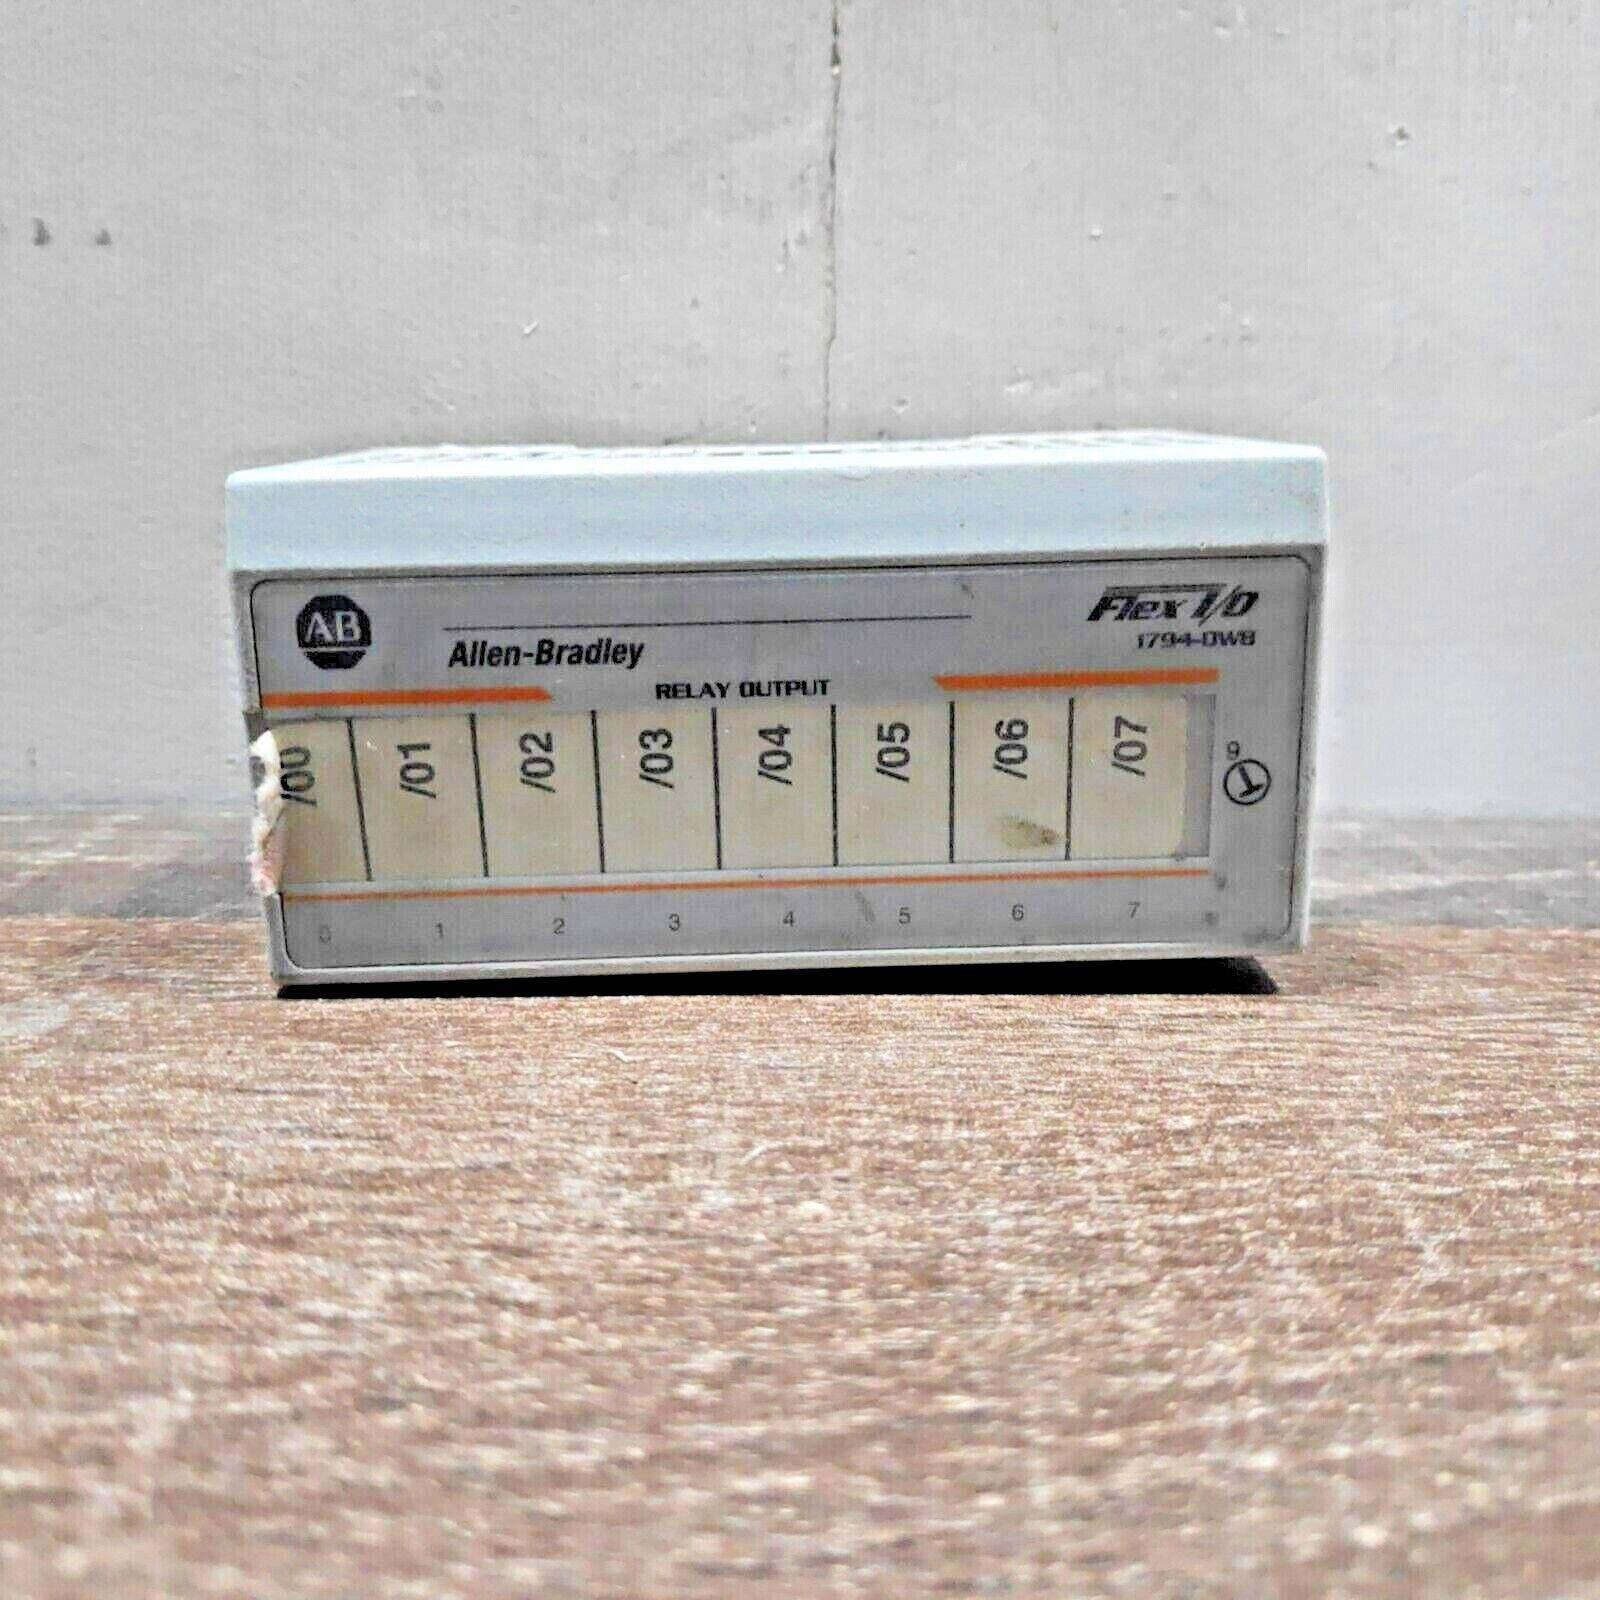 AB
Allen-Bradley
Flex I/O
1794-OW8
RELAY OUTPUT
/00 /01 /02 /03 /04 /05 /06 /07
9
0 1 2 3 4 5 6 7